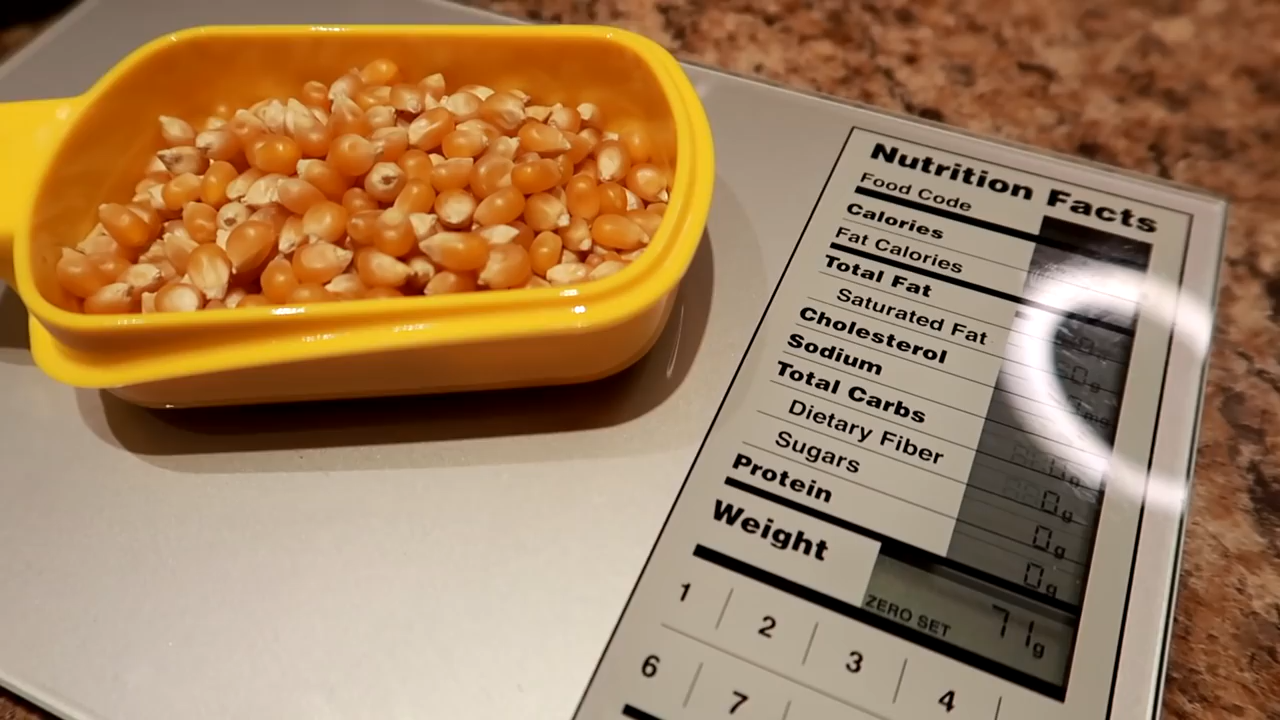 Nutrition Facts
Food Code
Calories
Fat Calories
Total Fat
Saturated Fat
Cholesterol
Sodium
Total Carbs
Dietary Fiber 0g
Sugars 0g
Protein 0g
Weight ZERO SET 71g
1 2 3 4
6 7